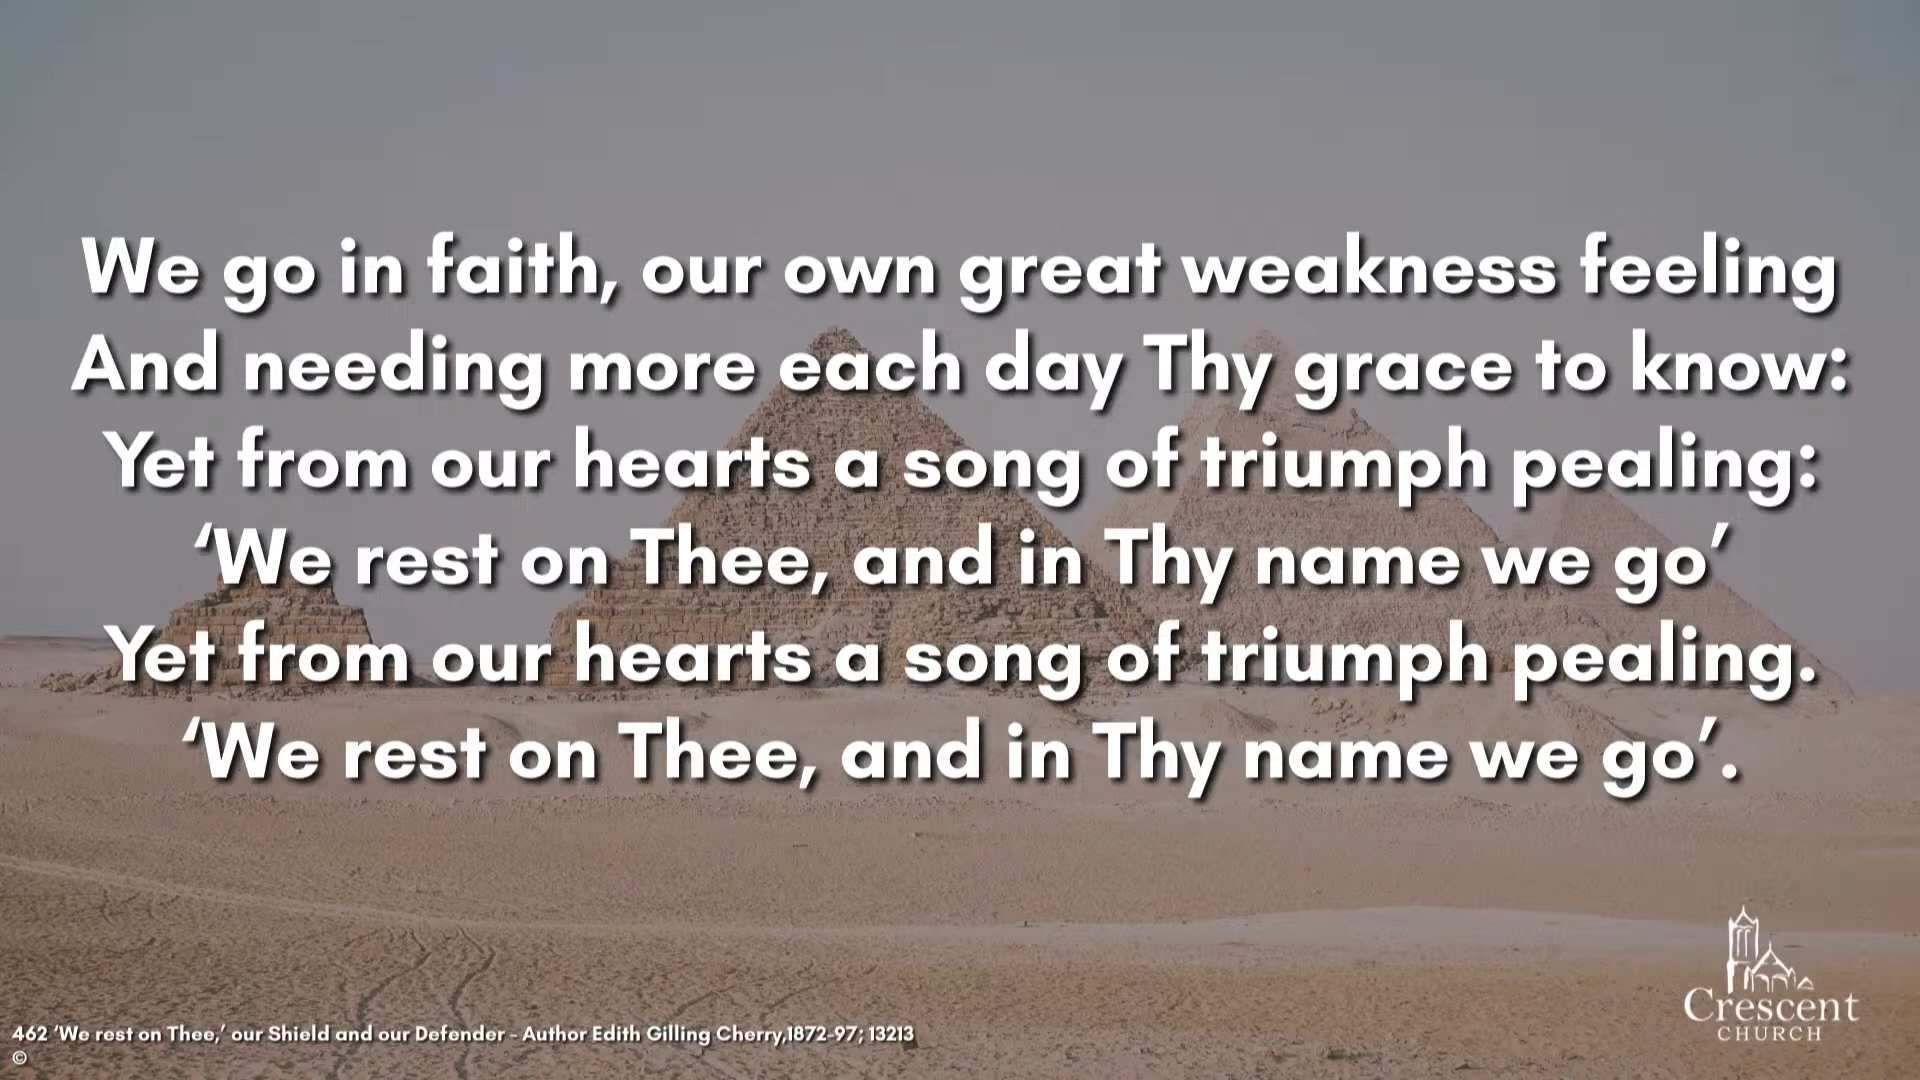 We go in faith, our own great weakness feeling
And needing more each day Thy grace to know:
Yet from our hearts a song of triumph pealing:
‘We rest on Thee, and in Thy name we go’
Yet from our hearts a song of triumph pealing.
‘We rest on Thee, and in Thy name we go’.
462 ‘We rest on Thee,’ our Shield and our Defender - Author Edith Gilling Cherry,1872-97; 13213
©
Crescent
CHURCH